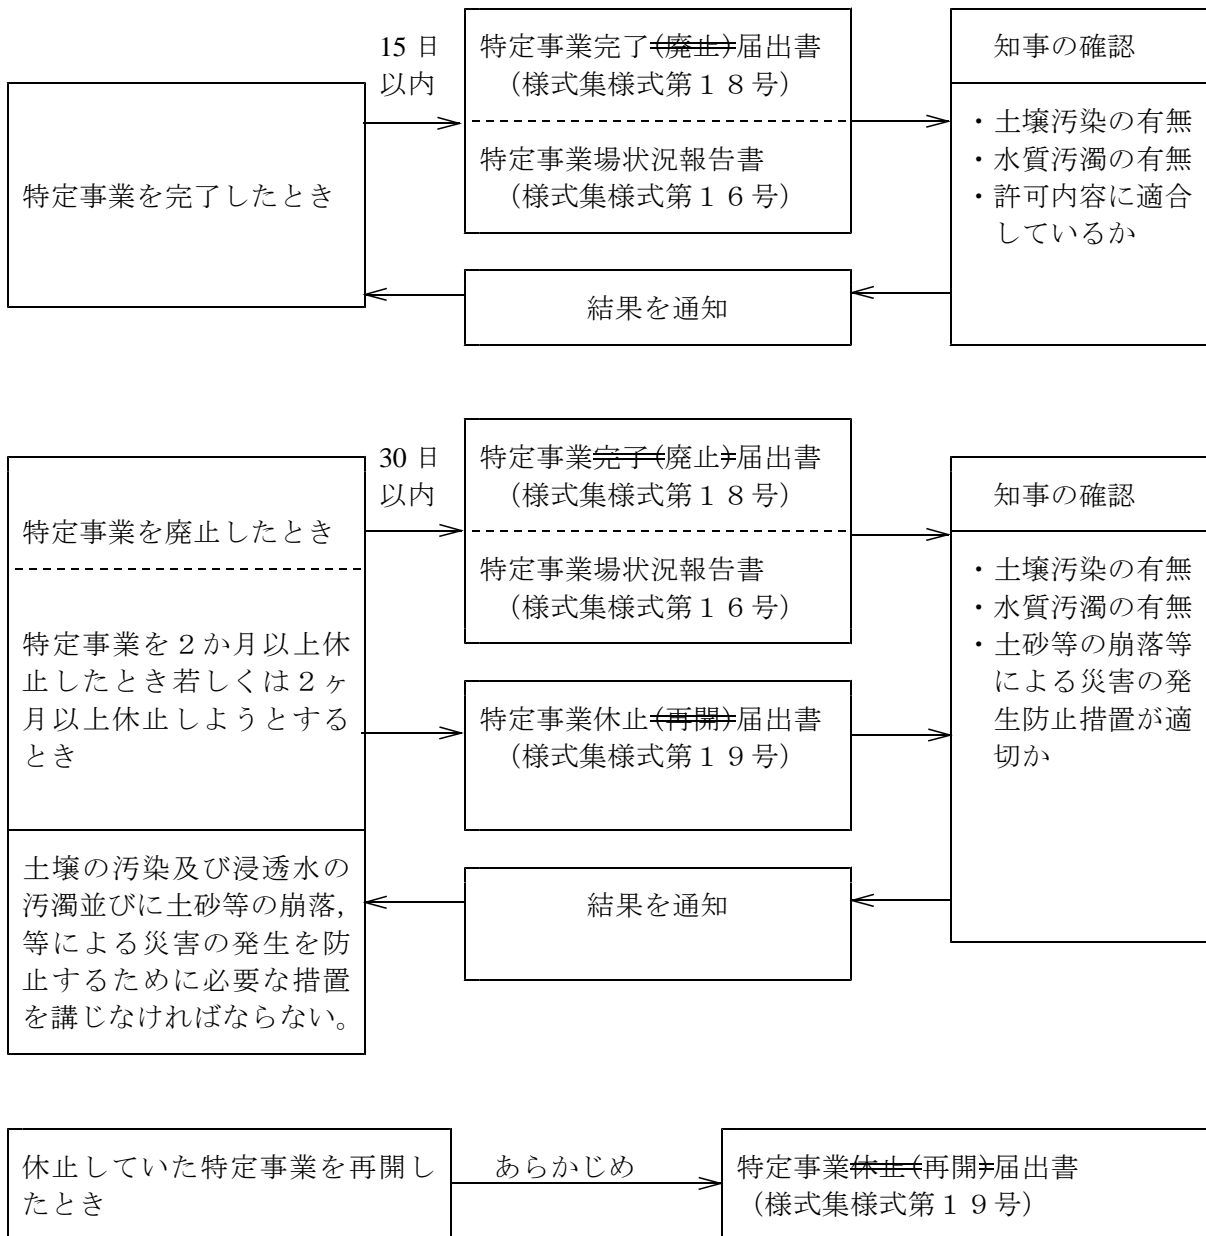 15 日
以内
特定事業完了(廃止)届出書
（様式集様式第１８号）
特定事業場状況報告書
（様式集様式第１６号）
知事の確認
・土壌汚染の有無
・水質汚濁の有無
・許可内容に適合
しているか
特定事業を完了したとき
結果を通知
30 日
以内
特定事業完了(廃止)届出書
（様式集様式第１８号）
特定事業場状況報告書
（様式集様式第１６号）
知事の確認
・土壌汚染の有無
・水質汚濁の有無
・土砂等の崩落等
による災害の発
生防止措置が適
切か
特定事業を廃止したとき
特定事業を２か月以上休
止したとき若しくは２ヶ
月以上休止しようとする
とき
特定事業休止(再開)届出書
（様式集様式第１９号）
土壌の汚染及び浸透水の
汚濁並びに土砂等の崩落，
等による災害の発生を防
止するために必要な措置
を講じなければならない。
結果を通知
休止していた特定事業を再開し
たとき
あらかじめ
特定事業休止(再開)届出書
（様式集様式第１９号）